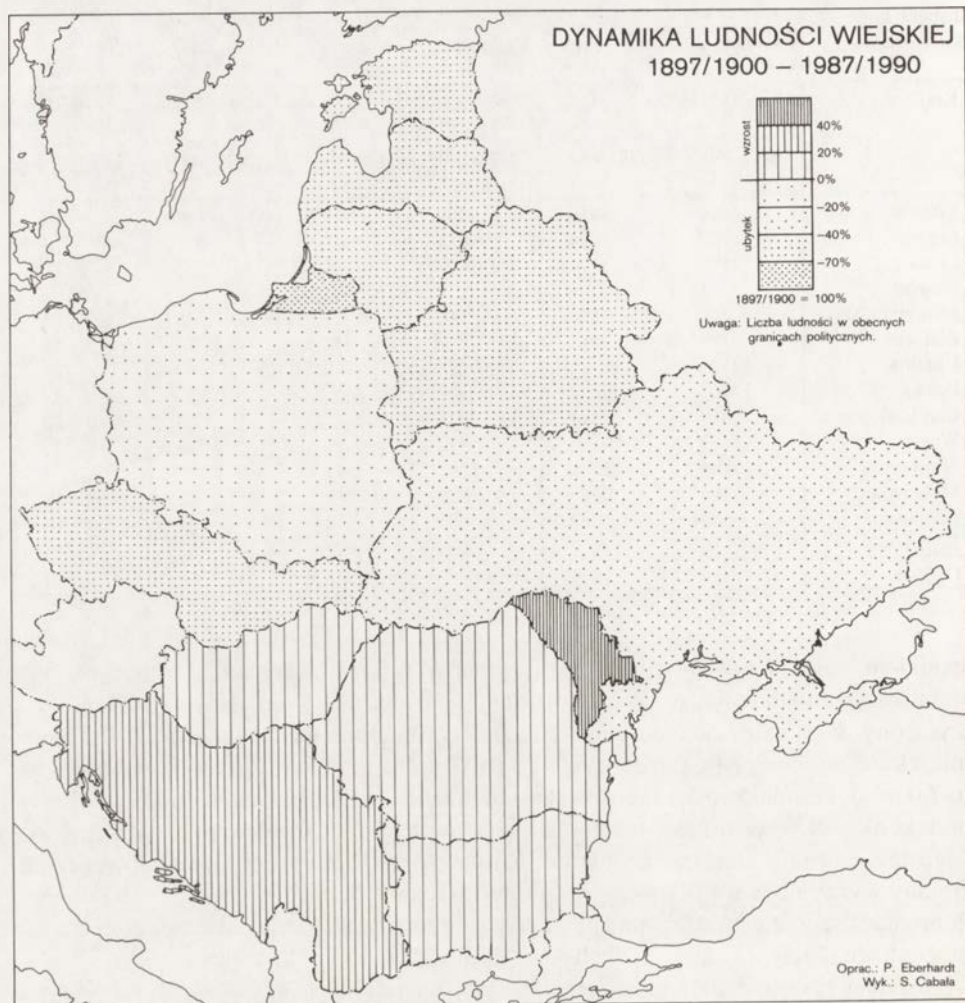 DYNAMIKA LUDNOŚCI WIEJSKIEJ
1897/1900 – 1987/1990
wzrost
ubytek
40%
20%
0%
–20%
–40%
–70%
1897/1900 = 100%
Uwaga: Liczba ludności w obecnych
granicach politycznych.
Oprac.: P. Eberhardt
Wyk.: S. Cabała